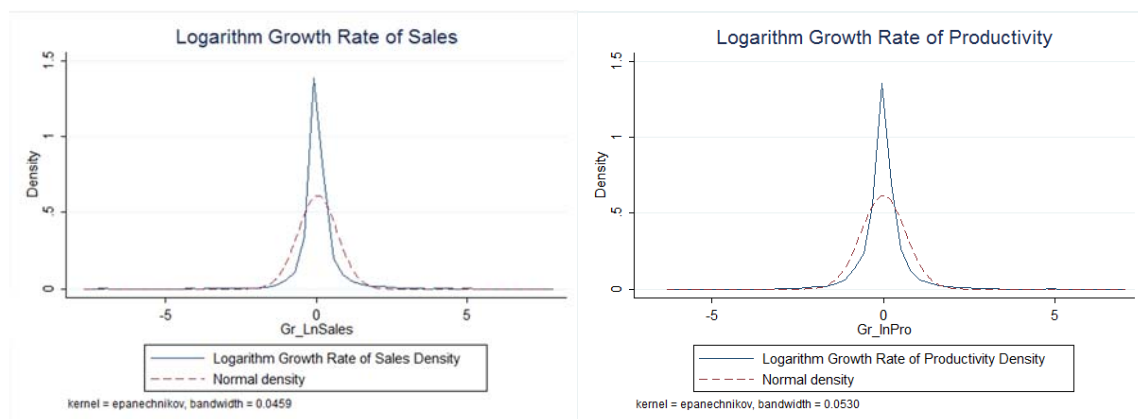 Logarithm Growth Rate of Sales
1.5
1
.5
0
Density
-5
0
5
Gr_LnSales
Logarithm Growth Rate of Sales Density
Normal density
kernel = epanechnikov, bandwidth = 0.0459
Logarithm Growth Rate of Productivity
1.5
1
.5
0
Density
-5
0
5
Gr_lnPro
Logarithm Growth Rate of Productivity Density
Normal density
kernel = epanechnikov, bandwidth = 0.0530